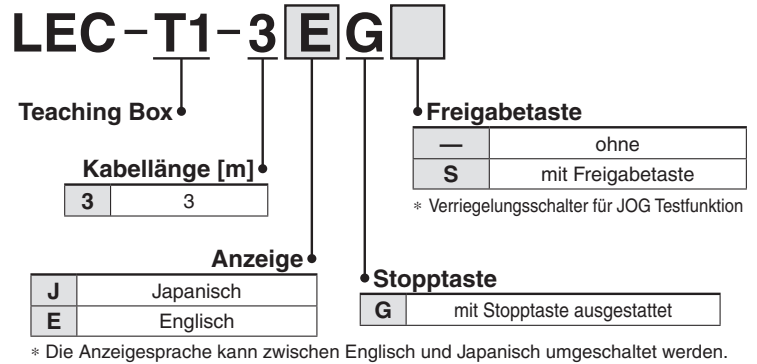 LEC-T1-3EG
Teaching Box
Freigabetaste
— ohne
S mit Freigabetaste
* Verriegelungsschalter für JOG Testfunktion
Kabellänge [m]
3 3
Anzeige
J Japanisch
E Englisch
Stopptaste
G mit Stopptaste ausgestattet
* Die Anzeigesprache kann zwischen Englisch und Japanisch umgeschaltet werden.